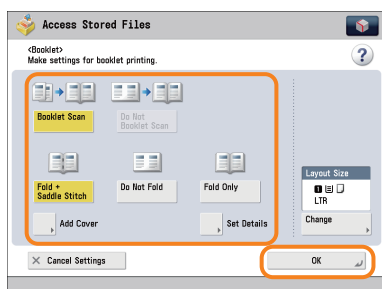 Access Stored Files
<Booklet>
Make settings for booklet printing.
?
Booklet Scan
Do Not
Booklet Scan
Fold +
Saddle Stitch
Do Not Fold
Fold Only
Layout Size
1
LTR
Add Cover
Set Details
Change
Cancel Settings
OK